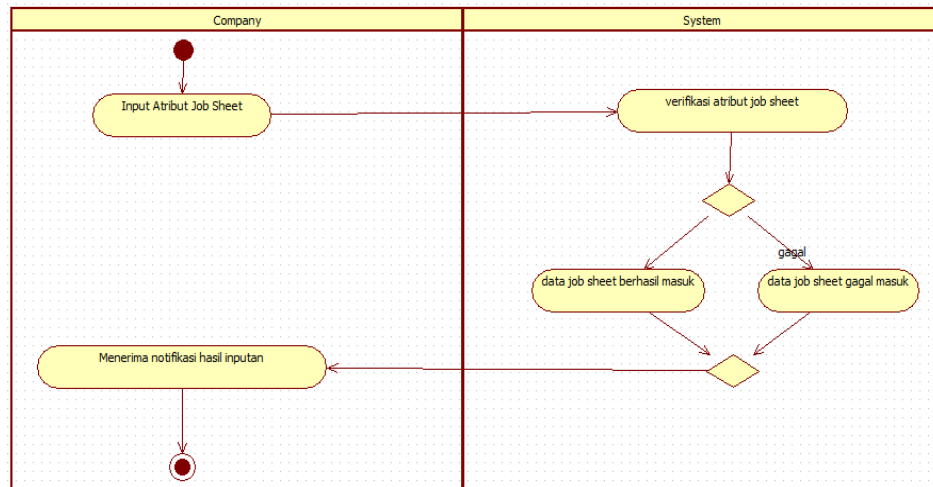 Company
System
Input Atribut Job Sheet
verifikasi atribut job sheet
gagal
data job sheet berhasil masuk
data job sheet gagal masuk
Menerima notifikasi hasil inputan